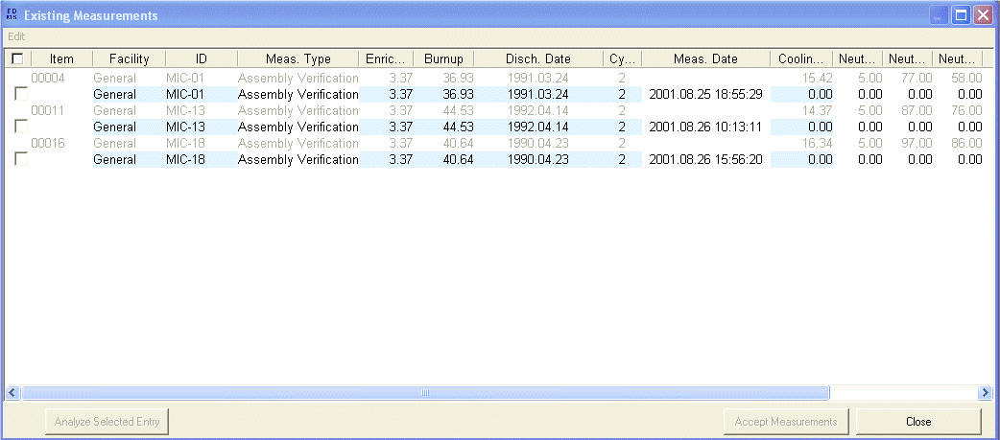 ED
MS Existing Measurements
Edit
Item Facility ID Meas. Type Enric... Burnup Disch. Date Cy... Meas. Date Coolin... Neut... Neut... Neut...
00004 General MIC-01 Assembly Verification 3.37 36.93 1991.03.24 2 15.42 5.00 77.00 58.00
General MIC-01 Assembly Verification 3.37 36.93 1991.03.24 2 2001.08.25 18:55:29 0.00 0.00 0.00 0.00
00011 General MIC-13 Assembly Verification 3.37 44.53 1992.04.14 2 14.37 5.00 87.00 76.00
General MIC-13 Assembly Verification 3.37 44.53 1992.04.14 2 2001.08.26 10:13:11 0.00 0.00 0.00 0.00
00016 General MIC-18 Assembly Verification 3.37 40.64 1990.04.23 2 16.34 5.00 97.00 86.00
General MIC-18 Assembly Verification 3.37 40.64 1990.04.23 2 2001.08.26 15:56:20 0.00 0.00 0.00 0.00
Analyze Selected Entry Accept Measurements Close